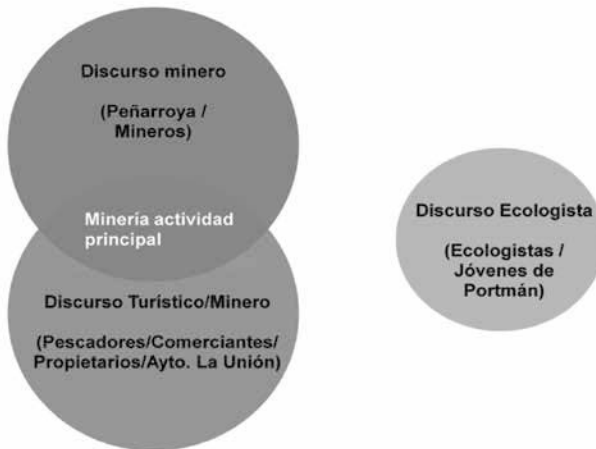 Discurso minero
(Peñarroya /
Mineros)
Minería actividad
principal
Discurso Turístico/Minero
(Pescadores/Comerciantes/
Propietarios/Ayto. La Unión)
Discurso Ecologista
(Ecologistas /
Jóvenes de
Portmán)